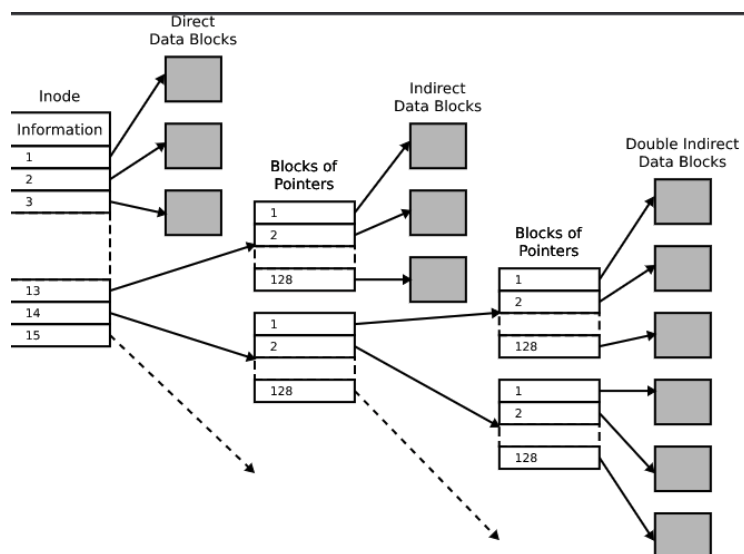 Direct
Data Blocks
Inode
Information
1
2
3
13
14
15
Blocks of
Pointers
1
2
128
1
2
128
Indirect
Data Blocks
Blocks of
Pointers
1
2
128
1
2
128
Double Indirect
Data Blocks